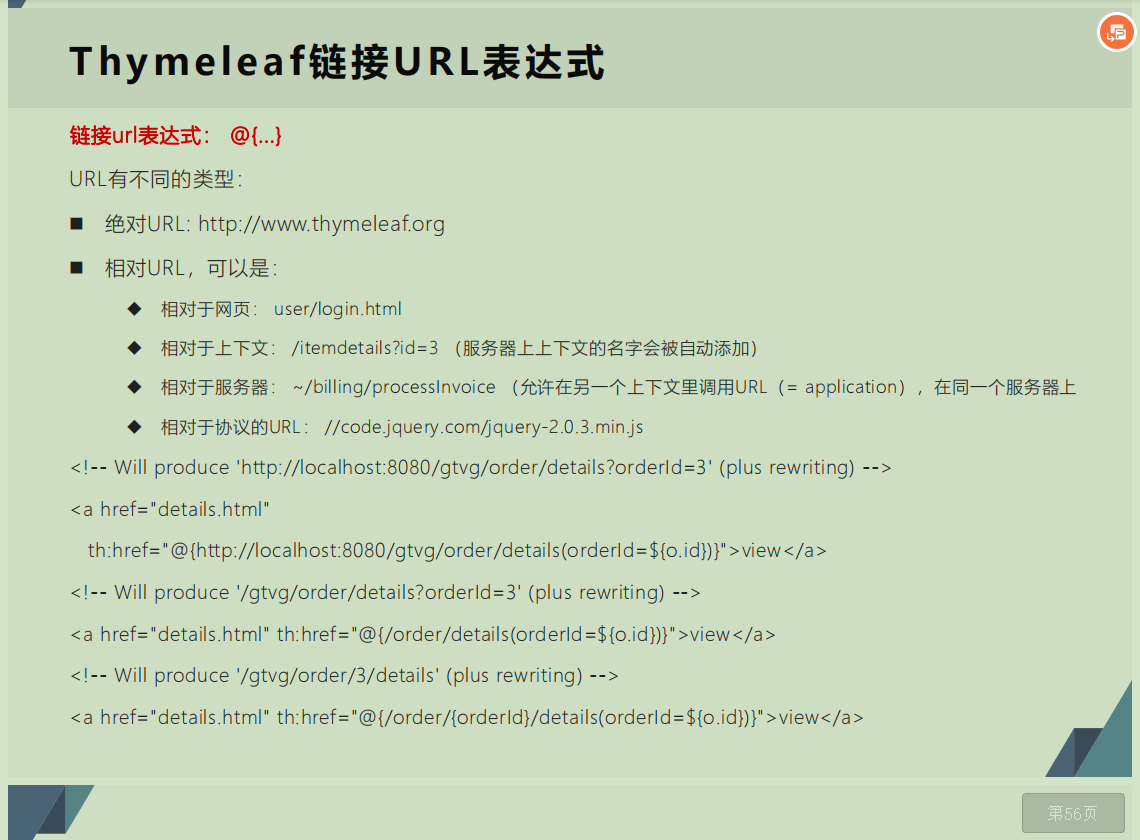 Thymeleaf链接URL表达式
链接url表达式： @{...}
URL有不同的类型：
■ 绝对URL: http://www.thymeleaf.org
■ 相对URL，可以是：
◆ 相对于网页： user/login.html
◆ 相对于上下文： /itemdetails?id=3 （服务器上上下文的名字会被自动添加）
◆ 相对于服务器： ~/billing/processInvoice （允许在另一个上下文里调用URL（= application），在同一个服务器上
◆ 相对于协议的URL： //code.jquery.com/jquery-2.0.3.min.js
<!-- Will produce 'http://localhost:8080/gtvg/order/details?orderId=3' (plus rewriting) -->
<a href="details.html"
th:href="@{http://localhost:8080/gtvg/order/details(orderId=${o.id})}">view</a>
<!-- Will produce '/gtvg/order/details?orderId=3' (plus rewriting) -->
<a href="details.html" th:href="@{/order/details(orderId=${o.id})}">view</a>
<!-- Will produce '/gtvg/order/3/details' (plus rewriting) -->
<a href="details.html" th:href="@{/order/{orderId}/details(orderId=${o.id})}">view</a>
第56页